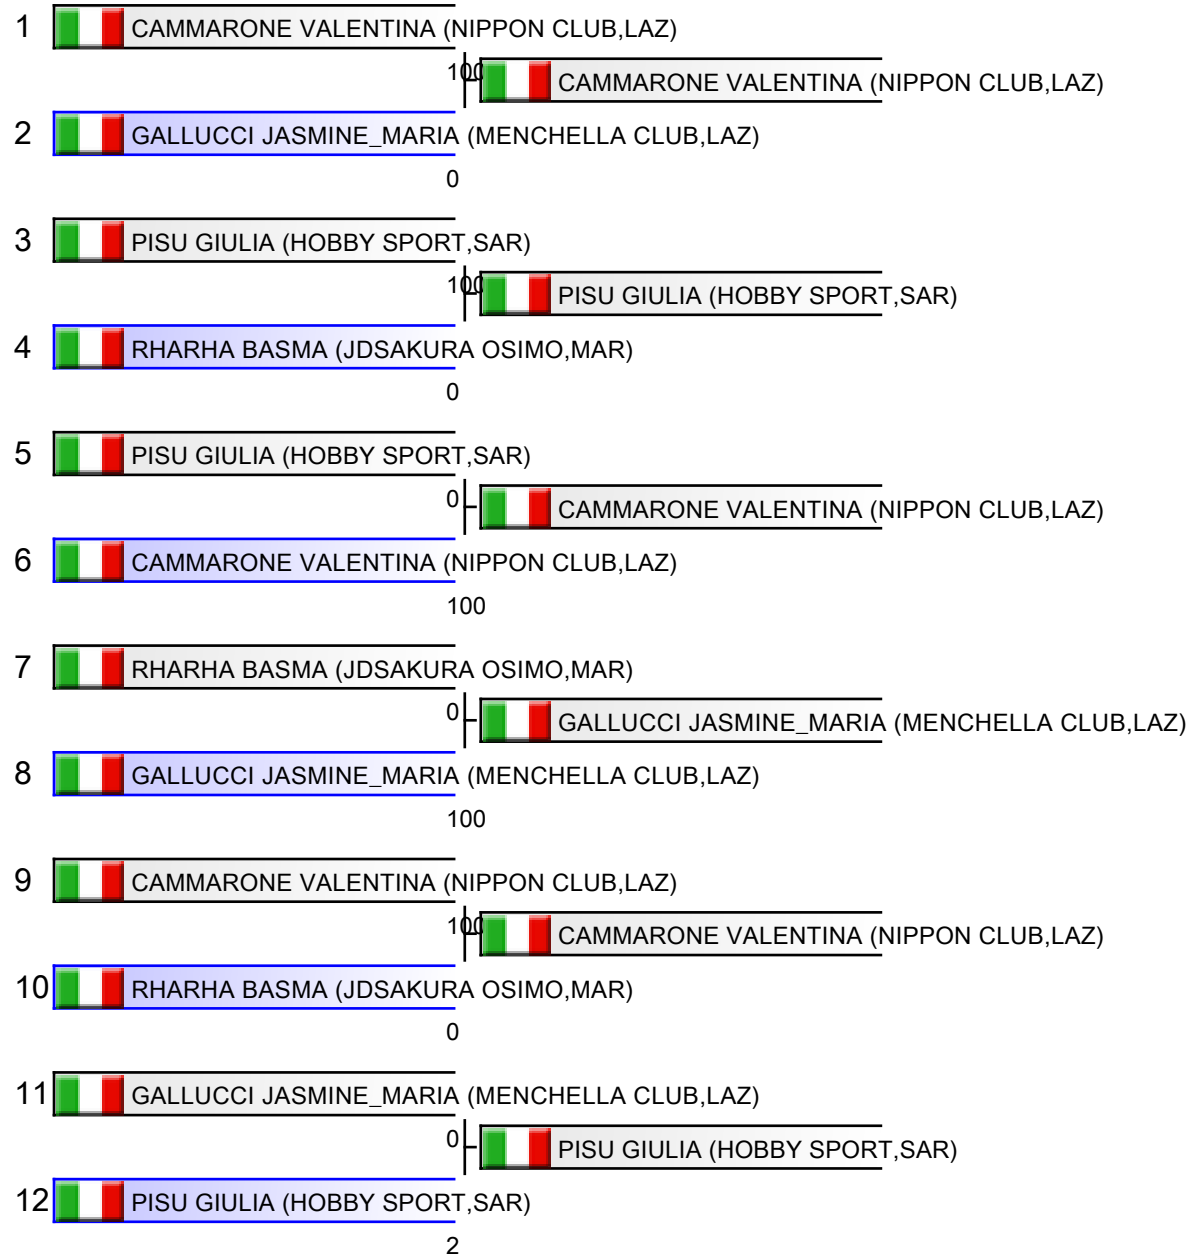 1 CAMMARONE VALENTINA (NIPPON CLUB,LAZ)
100 CAMMARONE VALENTINA (NIPPON CLUB,LAZ)
2 GALLUCCI JASMINE_MARIA (MENCHELLA CLUB,LAZ)
0
3 PISU GIULIA (HOBBY SPORT,SAR)
100 PISU GIULIA (HOBBY SPORT,SAR)
4 RHARHA BASMA (JDSAKURA OSIMO,MAR)
0
5 PISU GIULIA (HOBBY SPORT,SAR)
0 CAMMARONE VALENTINA (NIPPON CLUB,LAZ)
6 CAMMARONE VALENTINA (NIPPON CLUB,LAZ)
100
7 RHARHA BASMA (JDSAKURA OSIMO,MAR)
0 GALLUCCI JASMINE_MARIA (MENCHELLA CLUB,LAZ)
8 GALLUCCI JASMINE_MARIA (MENCHELLA CLUB,LAZ)
100
9 CAMMARONE VALENTINA (NIPPON CLUB,LAZ)
100 CAMMARONE VALENTINA (NIPPON CLUB,LAZ)
10 RHARHA BASMA (JDSAKURA OSIMO,MAR)
0
11 GALLUCCI JASMINE_MARIA (MENCHELLA CLUB,LAZ)
0 PISU GIULIA (HOBBY SPORT,SAR)
12 PISU GIULIA (HOBBY SPORT,SAR)
2